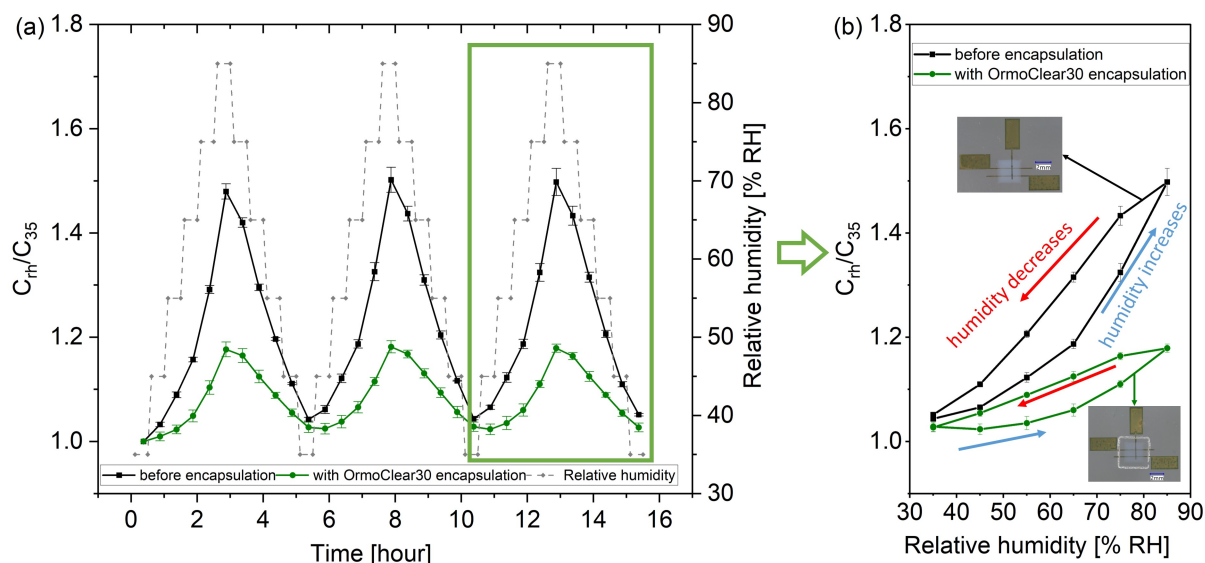 (a)
1.8
1.6
1.4
1.2
1.0
C_rh/C_35
90
80
70
60
50
40
30
Relative humidity [% RH]
before encapsulation
with OrmoClear30 encapsulation
Relative humidity
0 2 4 6 8 10 12 14 16
Time [hour]
(b)
1.8
1.6
1.4
1.2
1.0
C_rh/C_35
before encapsulation
with OrmoClear30 encapsulation
2mm
humidity decreases
humidity increases
2mm
30 40 50 60 70 80 90
Relative humidity [% RH]